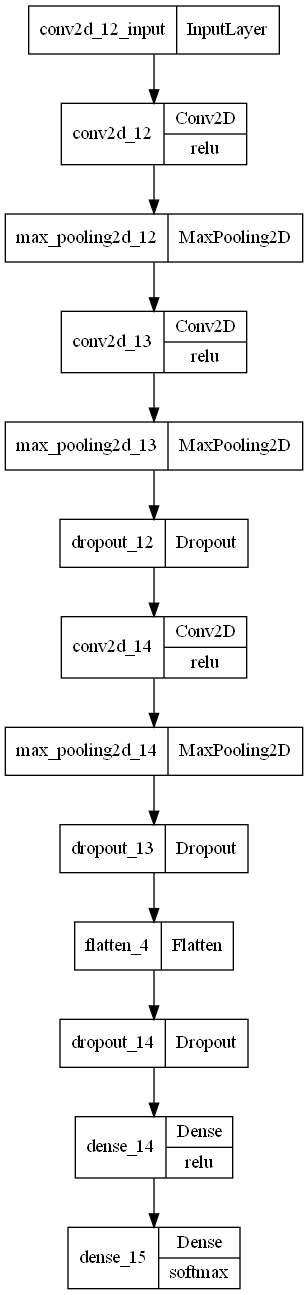 conv2d_12_input InputLayer
conv2d_12 Conv2D
relu
max_pooling2d_12 MaxPooling2D
conv2d_13 Conv2D
relu
max_pooling2d_13 MaxPooling2D
dropout_12 Dropout
conv2d_14 Conv2D
relu
max_pooling2d_14 MaxPooling2D
dropout_13 Dropout
flatten_4 Flatten
dropout_14 Dropout
dense_14 Dense
relu
dense_15 Dense
softmax